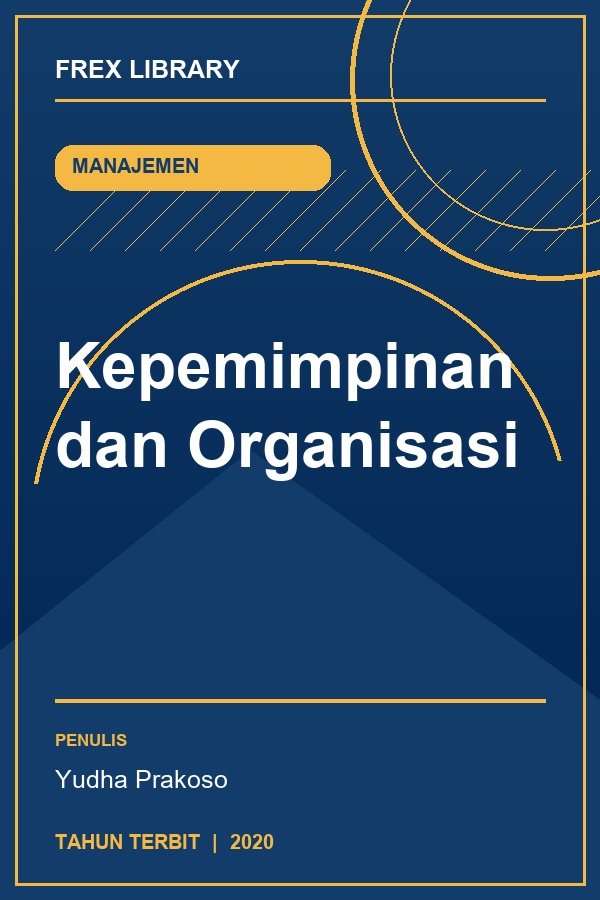 FREX LIBRARY
MANAJEMEN
Kepemimpinan
dan Organisasi
PENULIS
Yudha Prakoso
TAHUN TERBIT | 2020